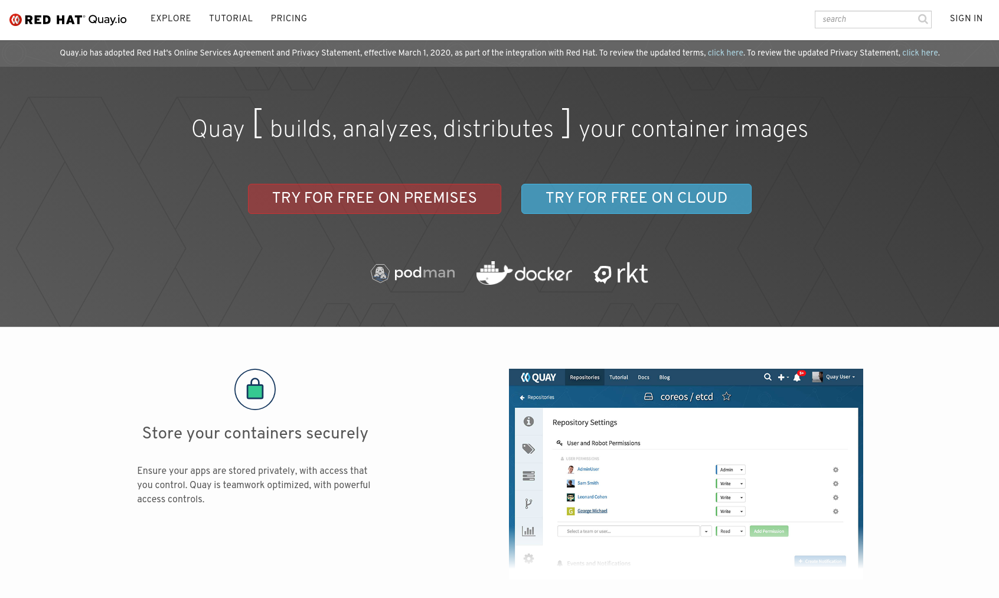 RED HAT® Quay.io
EXPLORE
TUTORIAL
PRICING
search
SIGN IN
Quay.io has adopted Red Hat's Online Services Agreement and Privacy Statement, effective March 1, 2020, as part of the integration with Red Hat. To review the updated terms, click here. To review the updated Privacy Statement, click here.
Quay [ builds, analyzes, distributes ] your container images
TRY FOR FREE ON PREMISES
TRY FOR FREE ON CLOUD
podman
docker
rkt
Store your containers securely
Ensure your apps are stored privately, with access that
you control. Quay is teamwork optimized, with powerful
access controls.
QUAY
Repositories
Tutorial
Docs
Blog
9+
Quay User
Repositories
coreos / etcd
Repository Settings
User and Robot Permissions
USER PERMISSIONS
AdminUser
Admin
Sam Smith
Write
Leonard Cohen
Write
G
George Michael
Write
Select a team or user...
Read
Add Permission
Events and Notifications
Create Notification